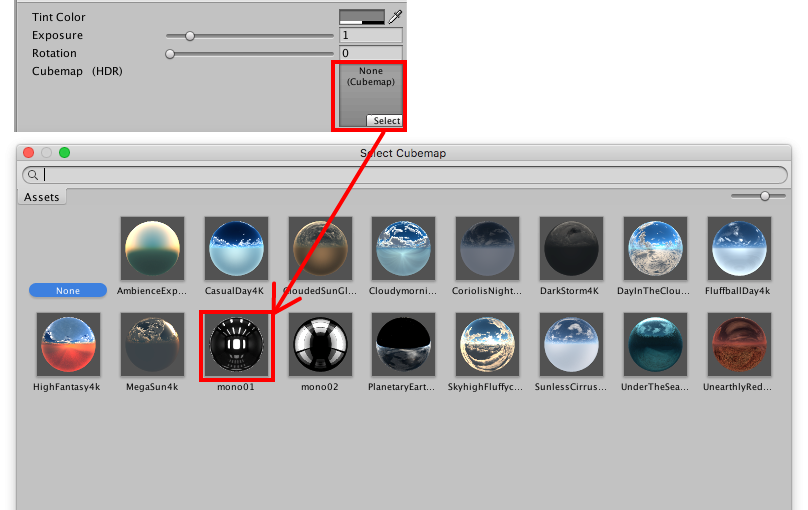 Tint Color
Exposure 1
Rotation 0
Cubemap (HDR) None
(Cubemap)
Select
Select Cubemap
Assets
None AmbienceExp... CasualDay4K CloudedSunGl... Cloudymorni... CoriolisNight... DarkStorm4K DayInTheClou... FluffballDay4k
HighFantasy4k MegaSun4k mono01 mono02 PlanetaryEart... SkyhighFluffyc... SunlessCirrus... UnderTheSea... UnearthlyRed...